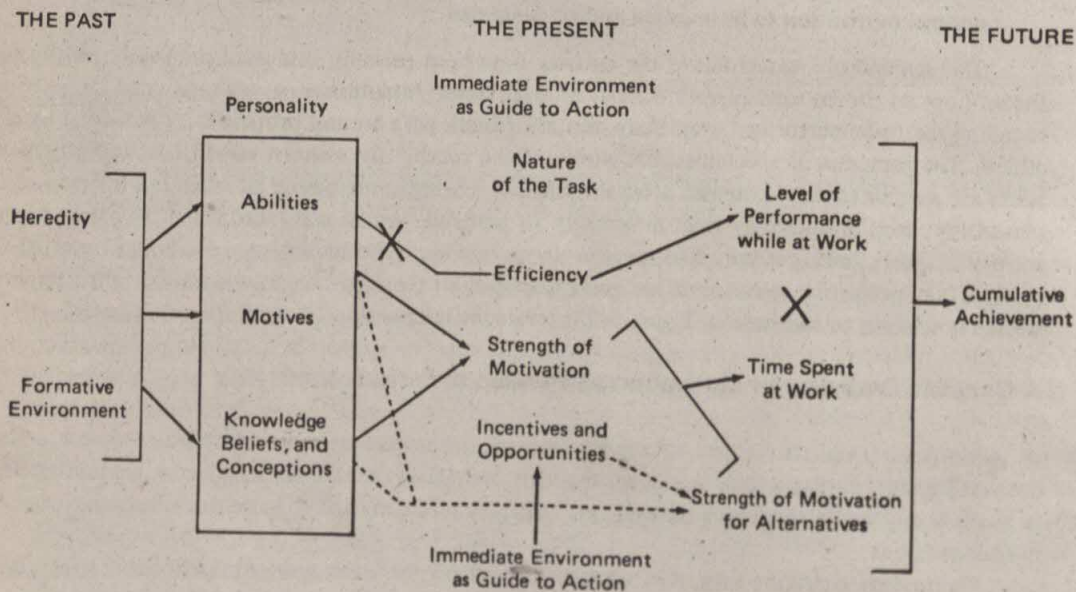 THE PAST
THE PRESENT
THE FUTURE
Immediate Environment
as Guide to Action
Personality
Nature
of the Task
Abilities
Heredity
Level of
Performance
while at Work
X
Efficiency
X
Cumulative
Achievement
Motives
Strength of
Motivation
Time Spent
at Work
Formative
Environment
Knowledge
Beliefs, and
Conceptions
Incentives and
Opportunities
Strength of Motivation
for Alternatives
Immediate Environment
as Guide to Action